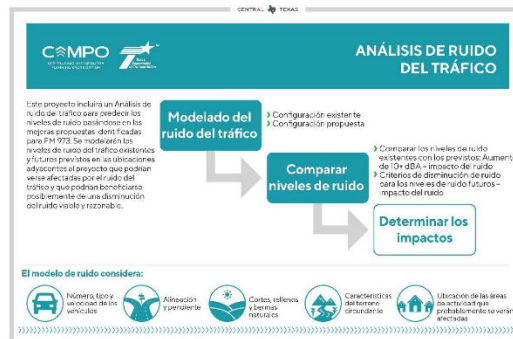 CENTRAL TEXAS
CAMPO
Texas Department of Transportation
ANÁLISIS DE RUIDO
DEL TRÁFICO
Este proyecto incluirá un Análisis de
ruido del tráfico para predecir los
niveles de ruido basándose en las
mejoras propuestas identificadas
para FM 973. Se modelarán los
niveles de ruido del tráfico existentes
y futuros previstos en las ubicaciones
adyacentes al proyecto que podrían
verse afectadas por el ruido del
tráfico y que podrían beneficiarse
posiblemente de una disminución
del ruido viable y razonable.
Modelado del
ruido del tráfico
Configuración existente
Configuración propuesta
Comparar
niveles de ruido
Comparar los niveles de ruido
existentes con los previstos: Aumento
de 10+ dBA = impacto del ruido
Criterios de disminución de ruido
para los niveles de ruido futuros =
impacto del ruido
Determinar los
impactos
El modelo de ruido considera:
Número, tipo y
velocidad de los
vehículos
Alineación
y pendiente
Cortes, rellenos
y bermas
naturales
Características
del terreno
circundante
Ubicación de las áreas
de actividad que
probablemente se verán
afectadas